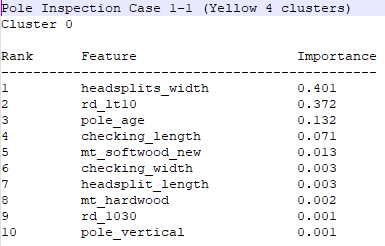 Pole Inspection Case 1-1 (Yellow 4 clusters)
Cluster 0
Rank Feature Importance
------------------------------------------------
1 headsplits_width 0.401
2 rd_lt10 0.372
3 pole_age 0.132
4 checking_length 0.071
5 mt_softwood_new 0.013
6 checking_width 0.003
7 headsplit_length 0.003
8 mt_hardwood 0.002
9 rd_1030 0.001
10 pole_vertical 0.001